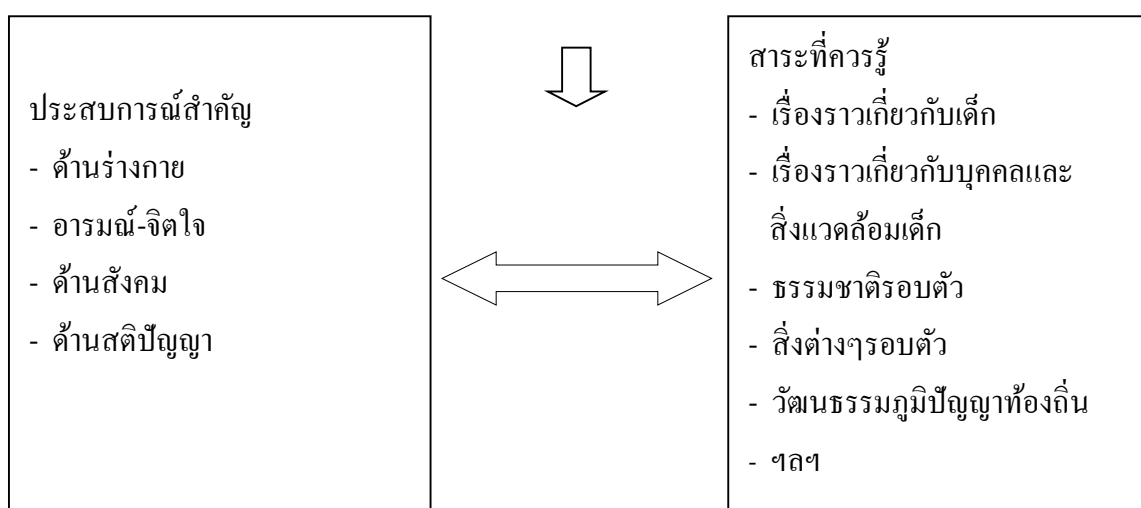 ประสบการณ์สำคัญ
- ด้านร่างกาย
- อารมณ์-จิตใจ
- ด้านสังคม
- ด้านสติปัญญา
สาระที่ควรรู้
- เรื่องราวเกี่ยวกับเด็ก
- เรื่องราวเกี่ยวกับบุคคลและ
สิ่งแวดล้อมเด็ก
- ธรรมชาติรอบตัว
- สิ่งต่างๆรอบตัว
- วัฒนธรรมภูมิปัญญาท้องถิ่น
- ฯลฯ